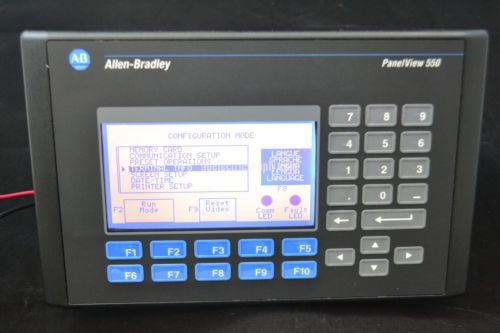 AB
Allen-Bradley
PanelView 550
CONFIGURATION MODE
MEMORY CARD
COMMUNICATION SETUP
PRESET OPERATIONS
TERMINAL INFO
SCREEN SETUP
DATE-TIME
PRINTER SETUP
LANGUE
SPRACHE
LINGUA
LANGUAGE
F8
F2
Run
Mode
F9
Reset
Video
Comm
LED
Fault
LED
7 8 9
4 5 6
1 2 3
. 0 -
←
F1 F2 F3 F4 F5
F6 F7 F8 F9 F10